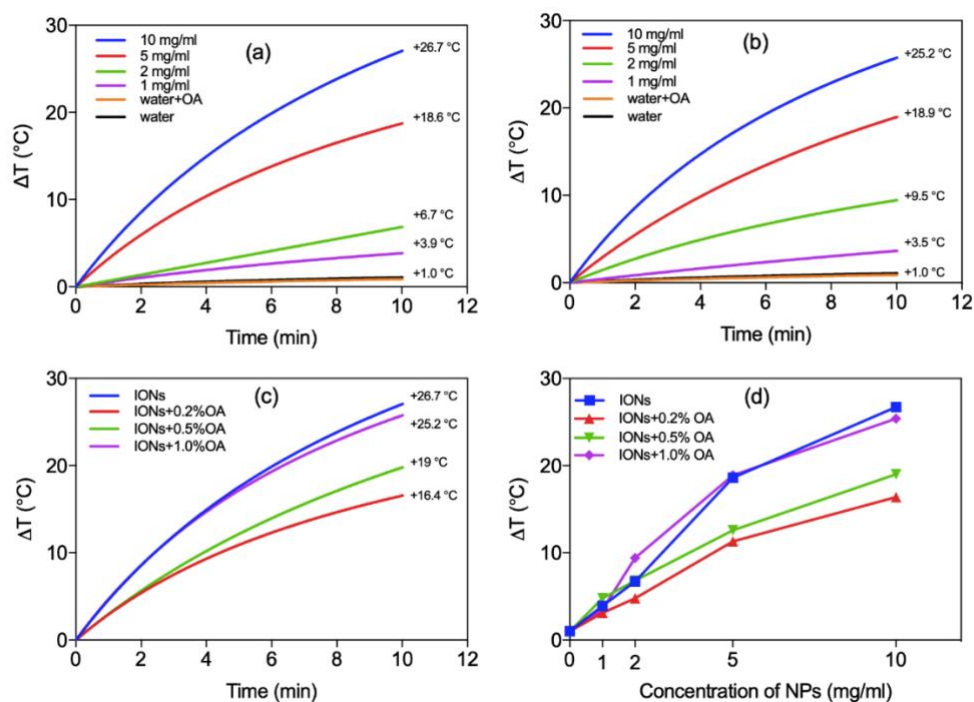 (a)
10 mg/ml
5 mg/ml
2 mg/ml
1 mg/ml
water+OA
water
+26.7 °C
+18.6 °C
+6.7 °C
+3.9 °C
+1.0 °C
30
20
10
0
ΔT (°C)
0 2 4 6 8 10 12
Time (min)
(b)
10 mg/ml
5 mg/ml
2 mg/ml
1 mg/ml
water+OA
water
+25.2 °C
+18.9 °C
+9.5 °C
+3.5 °C
+1.0 °C
30
20
10
0
ΔT (°C)
0 2 4 6 8 10 12
Time (min)
(c)
IONs
IONs+0.2%OA
IONs+0.5%OA
IONs+1.0%OA
+26.7 °C
+25.2 °C
+19 °C
+16.4 °C
30
20
10
0
ΔT (°C)
0 2 4 6 8 10 12
Time (min)
(d)
IONs
IONs+0.2% OA
IONs+0.5% OA
IONs+1.0% OA
30
20
10
0
ΔT (°C)
0 1 2 5 10
Concentration of NPs (mg/ml)